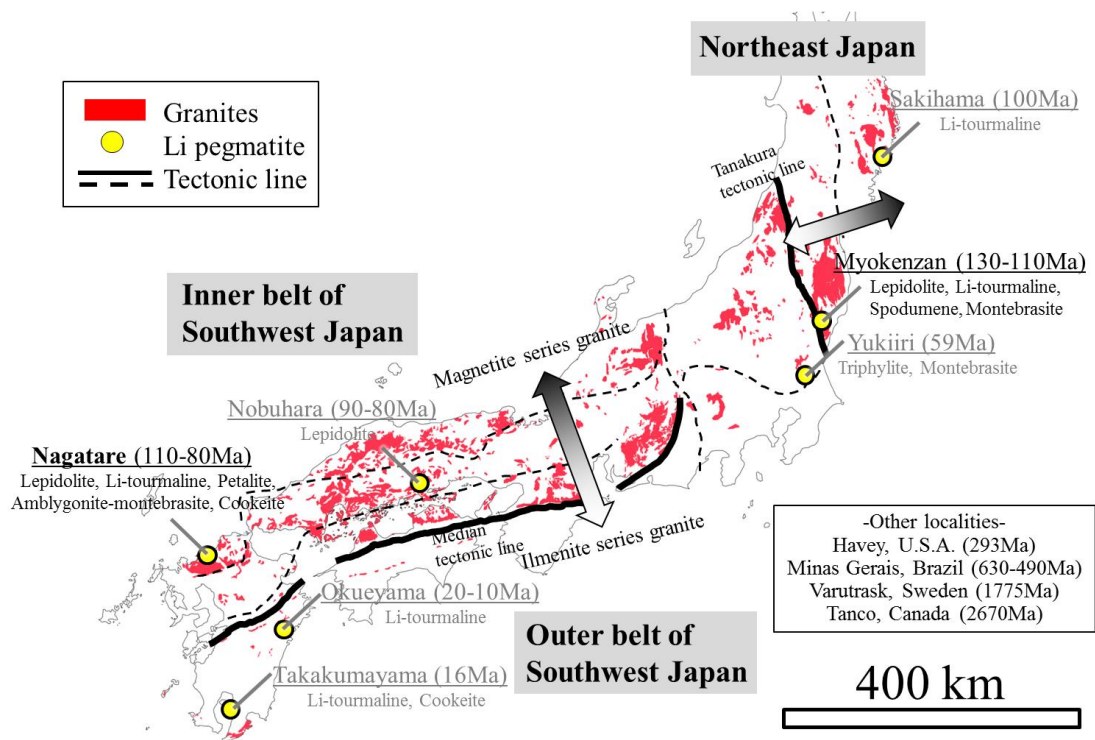 Northeast Japan
Granites
Li pegmatite
Tectonic line
Sakihama (100Ma)
Li-tourmaline
Tanakura
tectonic line
Myokenzan (130-110Ma)
Lepidolite, Li-tourmaline,
Spodumene, Montebrasite
Inner belt of
Southwest Japan
Magnetite series granite
Yukiiri (59Ma)
Triphylite, Montebrasite
Nobuhara (90-80Ma)
Lepidolite
Nagatare (110-80Ma)
Lepidolite, Li-tourmaline, Petalite,
Amblygonite-montebrasite, Cookeite
Median
tectonic line
Ilmenite series granite
-Other localities-
Havey, U.S.A. (293Ma)
Minas Gerais, Brazil (630-490Ma)
Varutrask, Sweden (1775Ma)
Tanco, Canada (2670Ma)
Okueyama (20-10Ma)
Li-tourmaline
Outer belt of
Southwest Japan
Takakumayama (16Ma)
Li-tourmaline, Cookeite
400 km